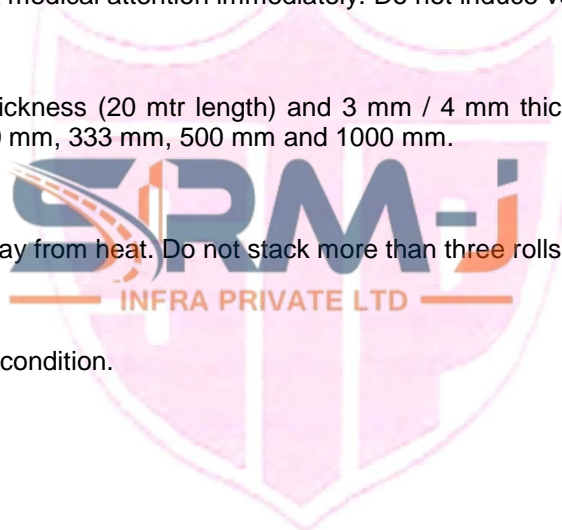 medical attention immediately. Do not induce
ickness (20 mtr length) and 3 mm / 4 mm thic
mm, 333 mm, 500 mm and 1000 mm.
SRM-J
ay from heat. Do not stack more than three rolls
INFRA PRIVATE LTD
condition.